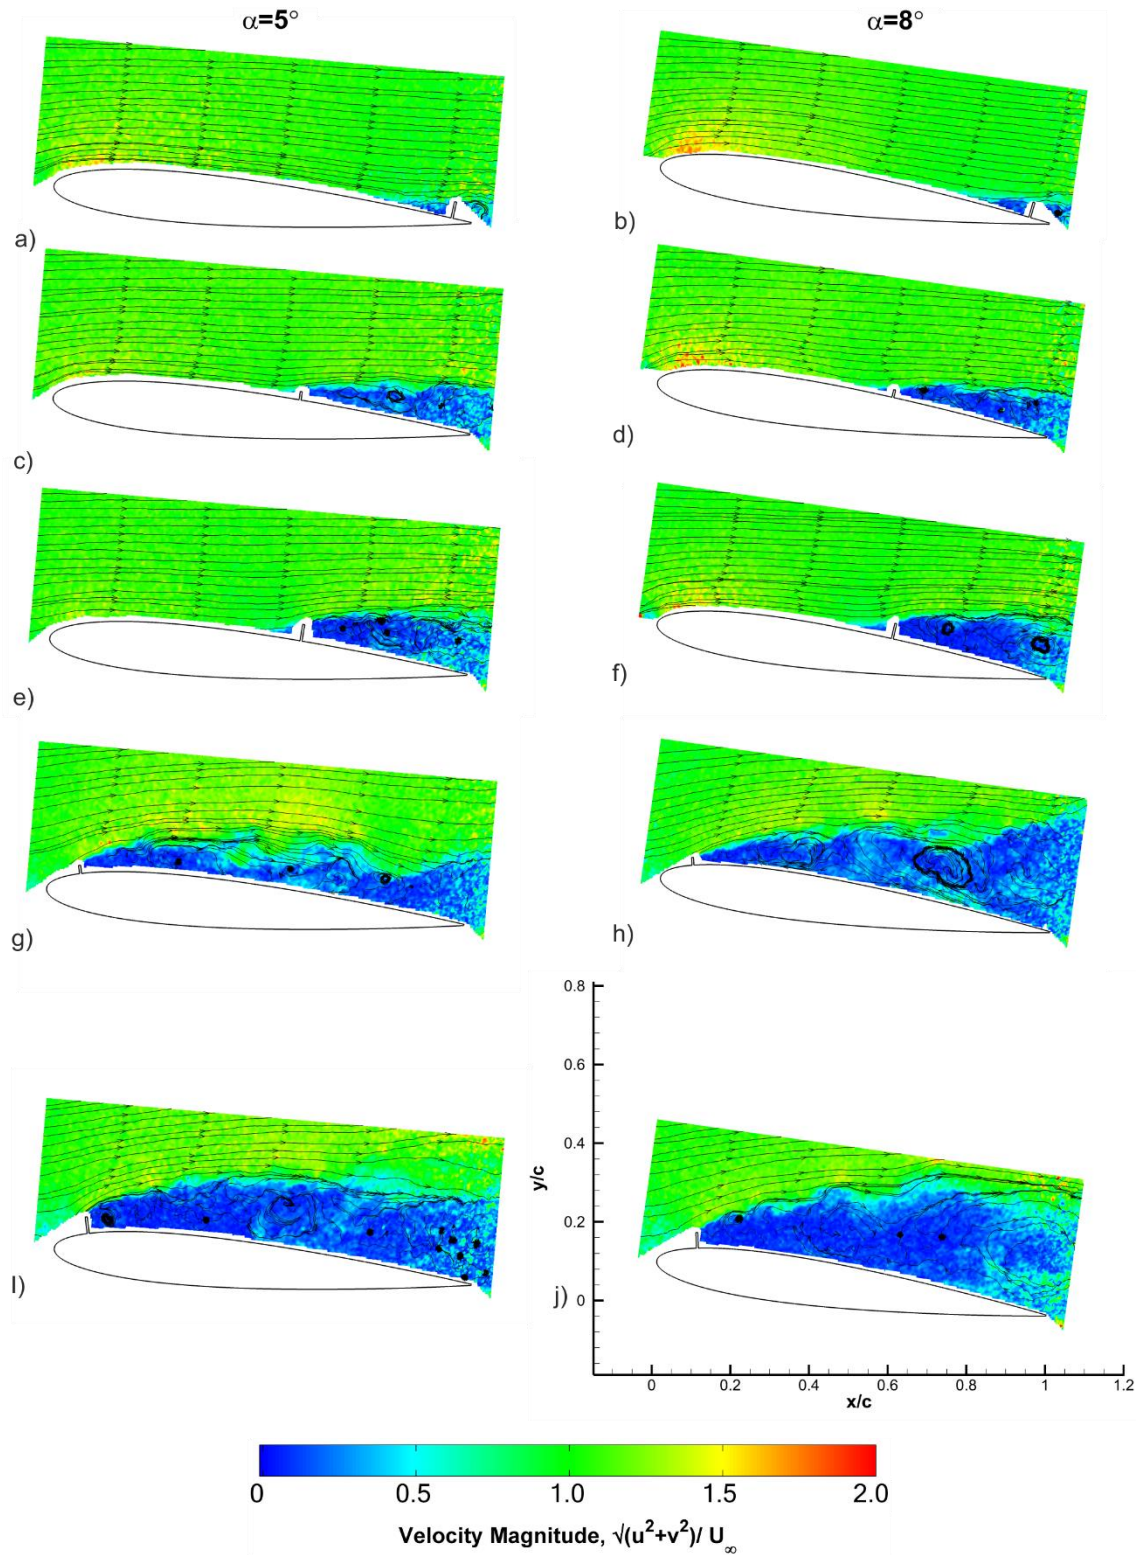 α=5° α=8°
a) b)
c) d)
e) f)
g) h)
0.8
0.6
0.4
y/c
0.2
I) j) 0
0 0.2 0.4 0.6 0.8 1 1.2
x/c
0 0.5 1.0 1.5 2.0
Velocity Magnitude, √(u²+v²)/ U∞